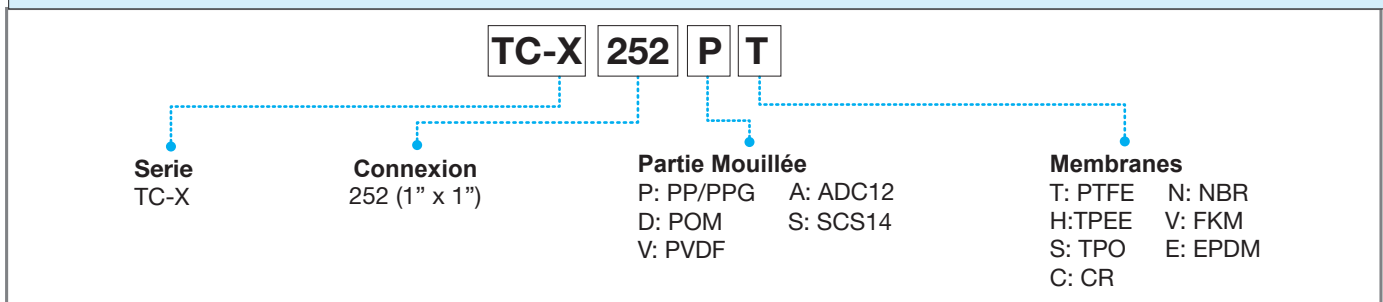 TC-X 252 P T
Serie
TC-X
Connexion
252 (1” x 1”)
Partie Mouillée
P: PP/PPG A: ADC12
D: POM S: SCS14
V: PVDF
Membranes
T: PTFE N: NBR
H:TPEE V: FKM
S: TPO E: EPDM
C: CR